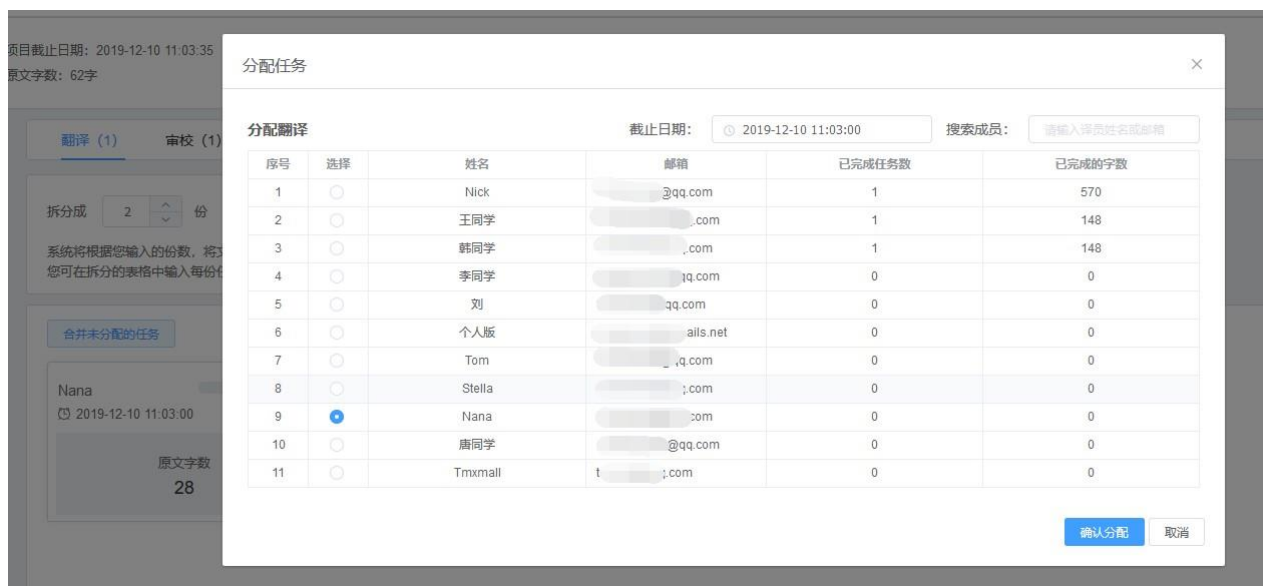 项目截止日期：2019-12-10 11:03:35
原文字数：62字
翻译（1） 审校（1）
拆分成 2 份
系统将根据您输入的份数，将
您可在拆分的表格中输入每份
合并未分配的任务
Nana
2019-12-10 11:03:00
原文字数
28
分配任务
分配翻译 截止日期： 2019-12-10 11:03:00 搜索成员： 请输入译员姓名或邮箱
序号 选择 姓名 邮箱 已完成任务数 已完成的字数
1 Nick @qq.com 1 570
2 王同学 .com 1 148
3 韩同学 .com 1 148
4 李同学 qq.com 0 0
5 刘 qq.com 0 0
6 个人版 ails.net 0 0
7 Tom q.com 0 0
8 Stella .com 0 0
9 Nana com 0 0
10 唐同学 @qq.com 0 0
11 Tmxmall t .com 0 0
确认分配 取消